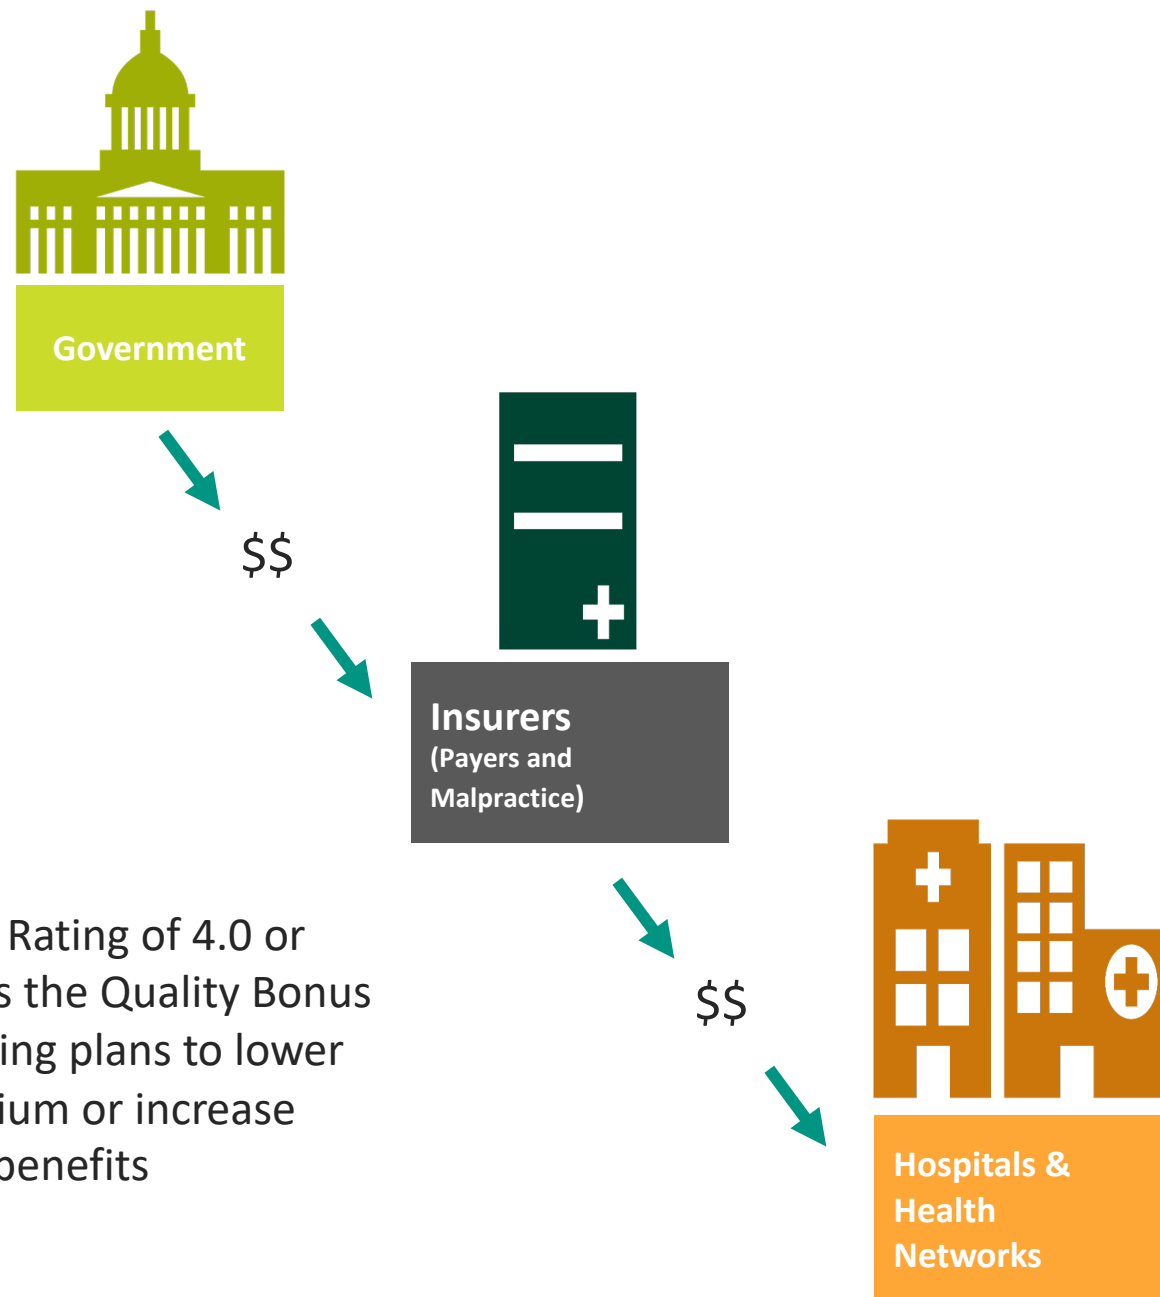 Government
$$
Insurers
(Payers and
Malpractice)
Rating of 4.0 or
s the Quality Bonus
ing plans to lower
ium or increase
benefits
$$
Hospitals &
Health
Networks